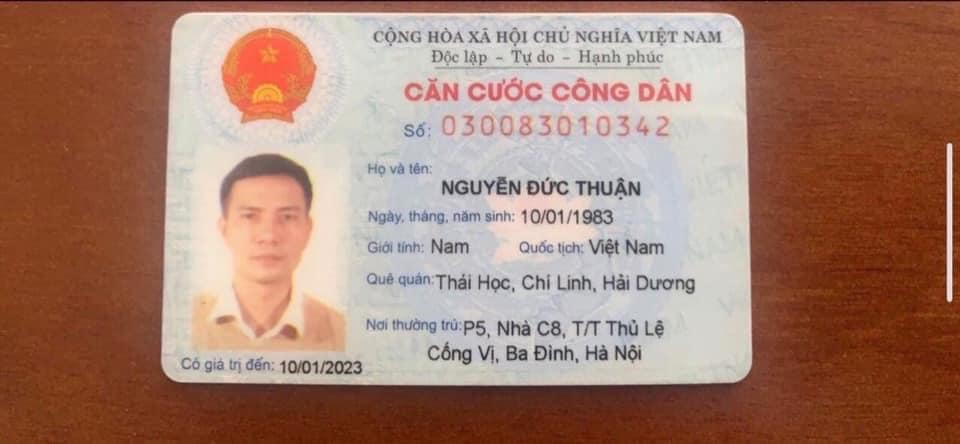 CỘNG HÒA XÃ HỘI CHỦ NGHĨA VIỆT NAM
Độc lập - Tự do - Hạnh phúc
CĂN CƯỚC CÔNG DÂN
Số: 030083010342
Họ và tên:
NGUYỄN ĐỨC THUẬN
Ngày, tháng, năm sinh: 10/01/1983
Giới tính: Nam Quốc tịch: Việt Nam
Quê quán: Thái Học, Chí Linh, Hải Dương
Nơi thường trú: P5, Nhà C8, T/T Thủ Lệ
Cống Vị, Ba Đình, Hà Nội
Có giá trị đến: 10/01/2023